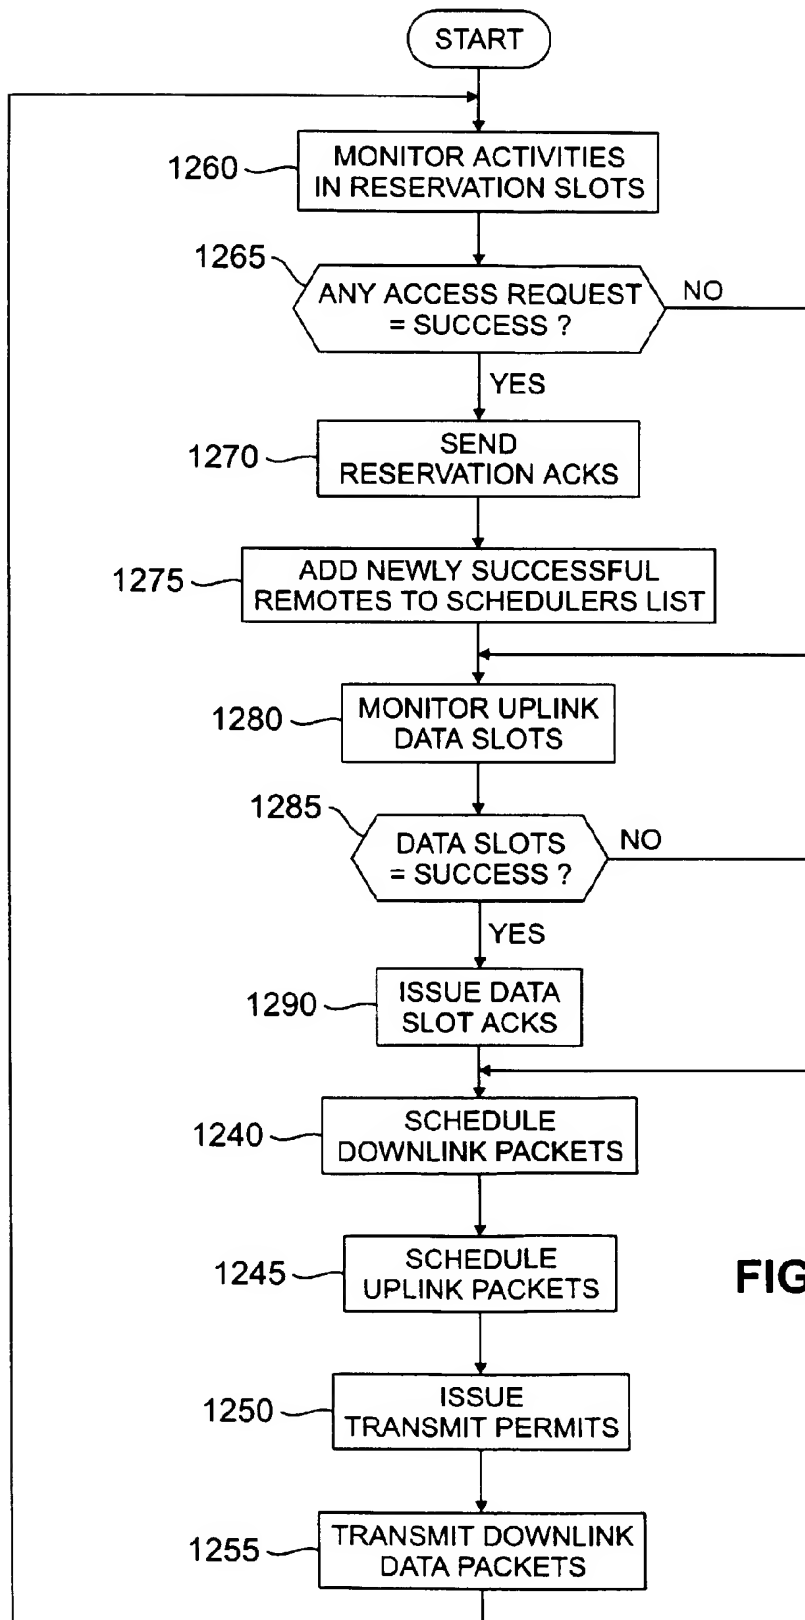 START
1260
MONITOR ACTIVITIES
IN RESERVATION SLOTS
1265
ANY ACCESS REQUEST
= SUCCESS ?
NO
YES
1270
SEND
RESERVATION ACKS
1275
ADD NEWLY SUCCESSFUL
REMOTES TO SCHEDULERS LIST
1280
MONITOR UPLINK
DATA SLOTS
1285
DATA SLOTS
= SUCCESS ?
NO
YES
1290
ISSUE DATA
SLOT ACKS
1240
SCHEDULE
DOWNLINK PACKETS
1245
SCHEDULE
UPLINK PACKETS
FIG
1250
ISSUE
TRANSMIT PERMITS
1255
TRANSMIT DOWNLINK
DATA PACKETS